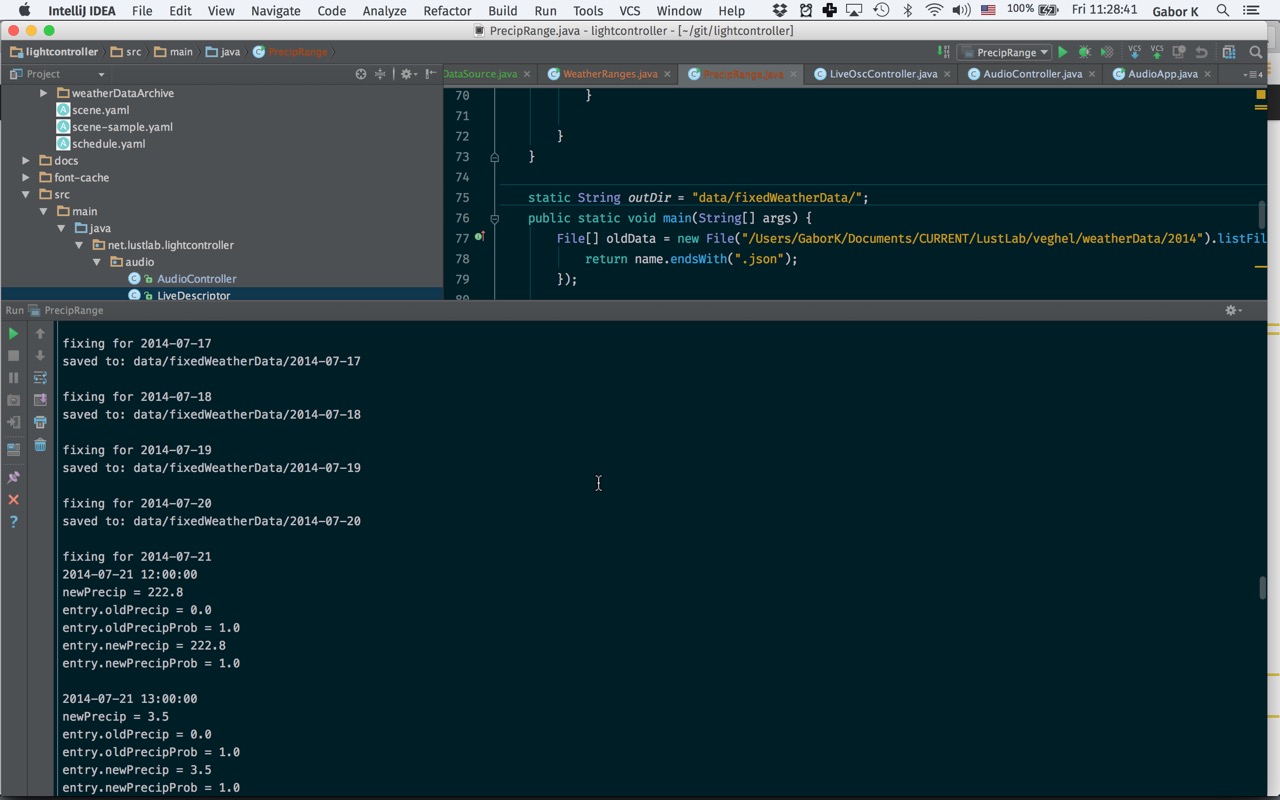 IntelliJ IDEA File Edit View Navigate Code Analyze Refactor Build Run Tools VCS Window Help 100% Fri 11:28:41 Gabor K
PrecipRange.java - lightcontroller - [~/git/lightcontroller]
lightcontroller src main java PrecipRange PrecipRange VCS VCS
Project
DataSource.java WeatherRanges.java PrecipRange.java LiveOscController.java AudioController.java AudioApp.java 4
weatherDataArchive
scene.yaml
scene-sample.yaml
schedule.yaml
docs
font-cache
src
main
java
net.lustlab.lightcontroller
audio
AudioController
LiveDescriptor
70 }
71
72 }
73 }
74
75 static String outDir = "data/fixedWeatherData/";
76 public static void main(String[] args) {
77 File[] oldData = new File("/Users/GaborK/Documents/CURRENT/LustLab/veghel/weatherData/2014").listFil
78 return name.endsWith(".json");
79 });
80
Run PrecipRange
fixing for 2014-07-17
saved to: data/fixedWeatherData/2014-07-17
fixing for 2014-07-18
saved to: data/fixedWeatherData/2014-07-18
fixing for 2014-07-19
saved to: data/fixedWeatherData/2014-07-19
fixing for 2014-07-20
saved to: data/fixedWeatherData/2014-07-20
fixing for 2014-07-21
2014-07-21 12:00:00
newPrecip = 222.8
entry.oldPrecip = 0.0
entry.oldPrecipProb = 1.0
entry.newPrecip = 222.8
entry.newPrecipProb = 1.0
2014-07-21 13:00:00
newPrecip = 3.5
entry.oldPrecip = 0.0
entry.oldPrecipProb = 1.0
entry.newPrecip = 3.5
entry.newPrecipProb = 1.0